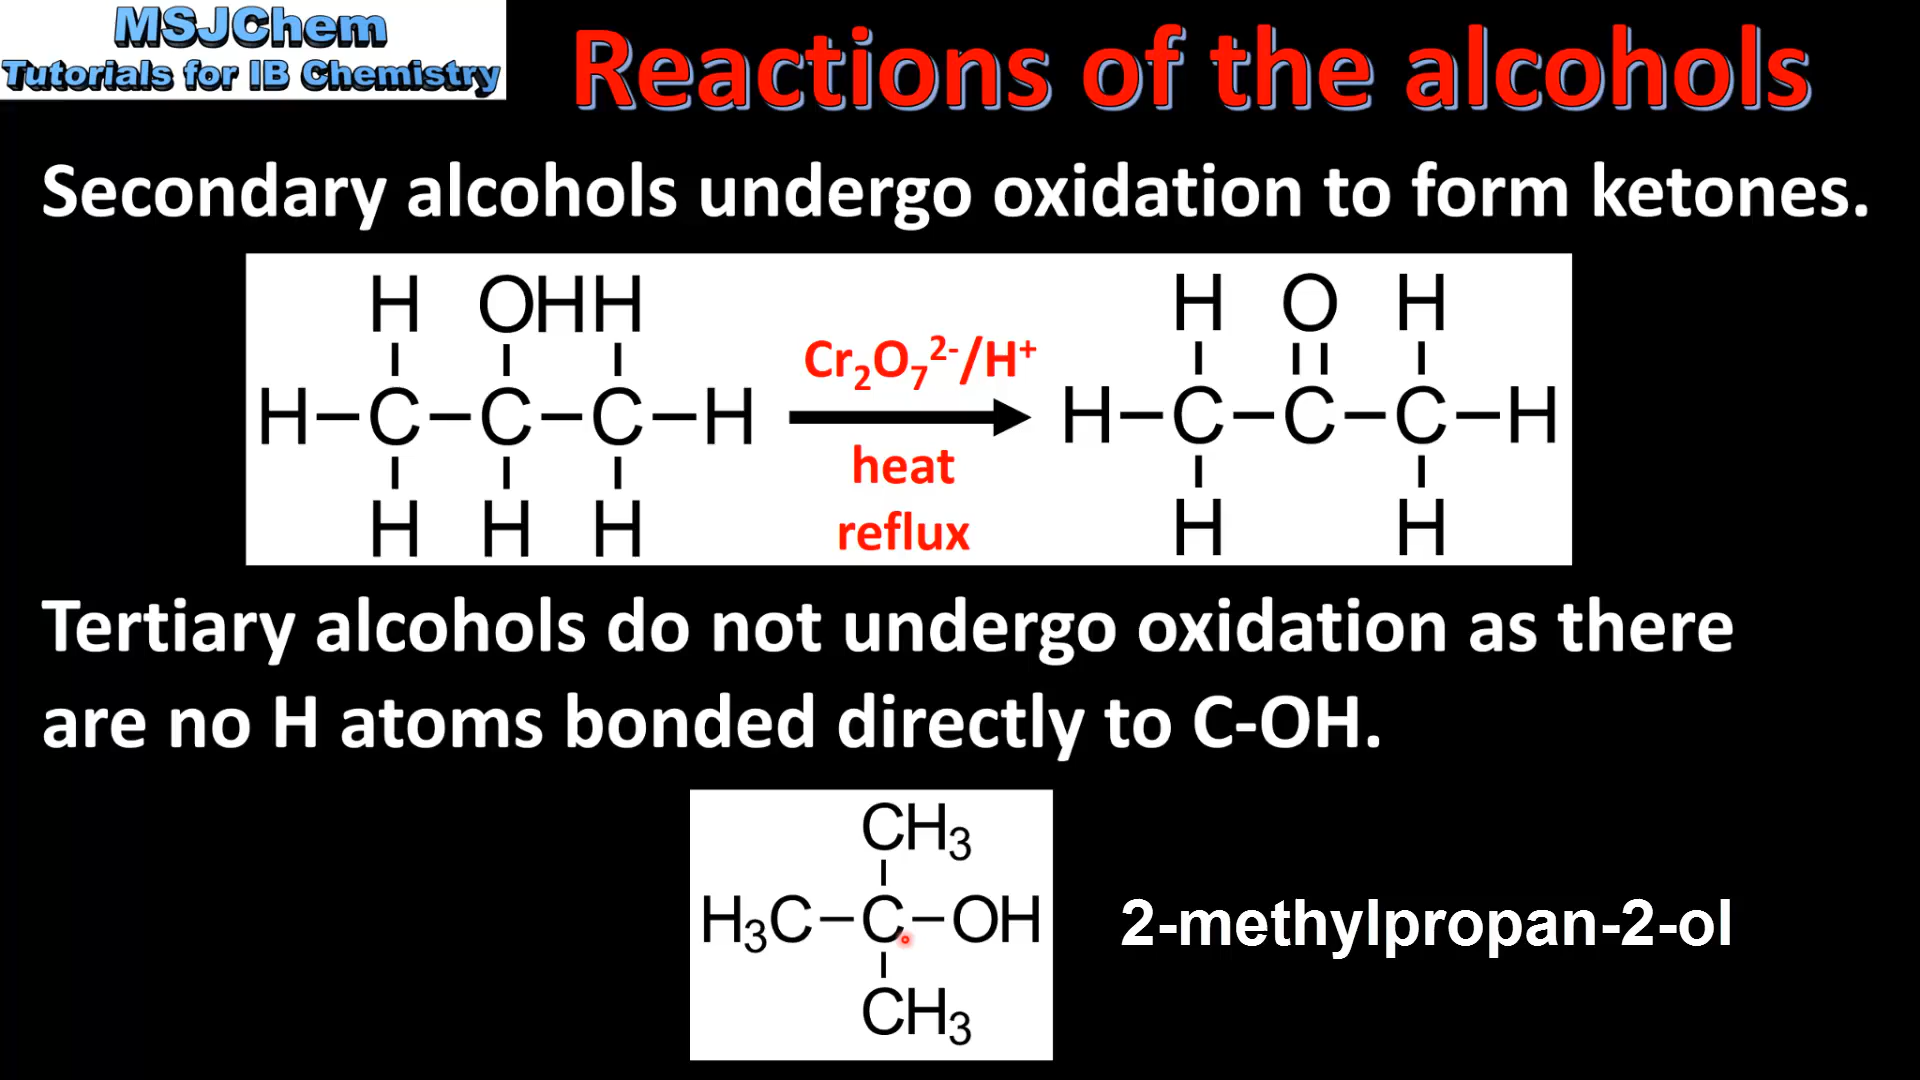 MSJChem
Tutorials for IB Chemistry
Reactions of the alcohols
Secondary alcohols undergo oxidation to form ketones.
H OH H
H–C–C–C–H
H H H
Cr₂O₇²⁻/H⁺
heat
reflux
H O H
H–C–C–C–H
H H
Tertiary alcohols do not undergo oxidation as there
are no H atoms bonded directly to C-OH.
CH₃
H₃C–C–OH
CH₃
2-methylpropan-2-ol